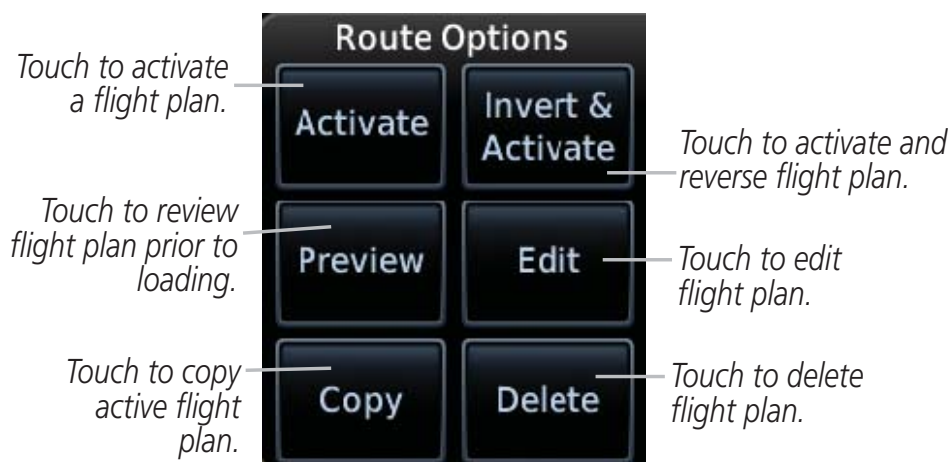 Route Options
Touch to activate
a flight plan.
Activate
Invert &
Activate
Touch to activate and
reverse flight plan.
Touch to review
flight plan prior to
loading.
Preview
Edit
Touch to edit
flight plan.
Touch to copy
active flight
plan.
Copy
Delete
Touch to delete
flight plan.